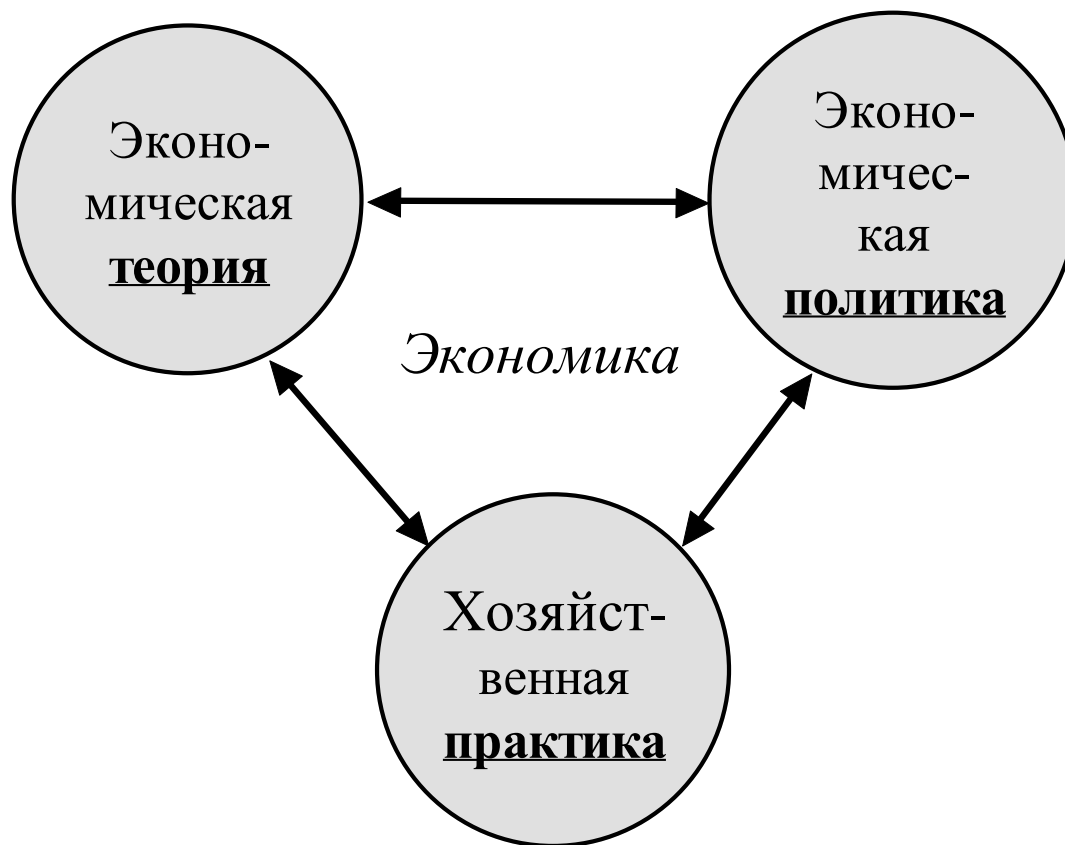 Эконо-
мическая
теория
Эконо-
мичес-
кая
политика
Экономика
Хозяйст-
венная
практика